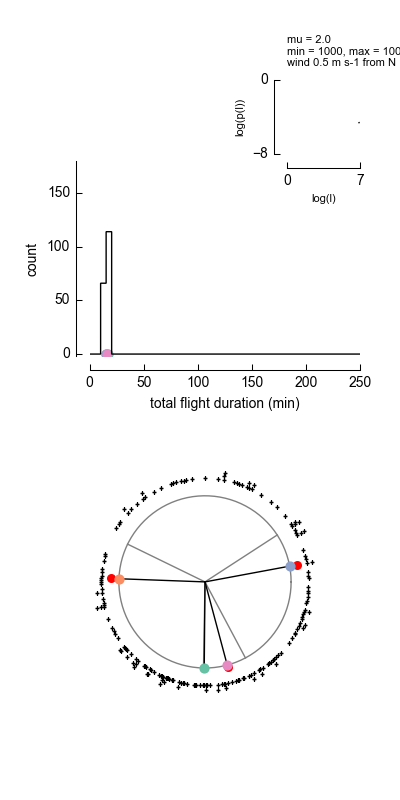 mu = 2.0
min = 1000, max = 100
wind 0.5 m s-1 from N
0
log(p(l))
−8
0 7
log(l)
150
100
count
50
0
0 50 100 150 200 250
total flight duration (min)